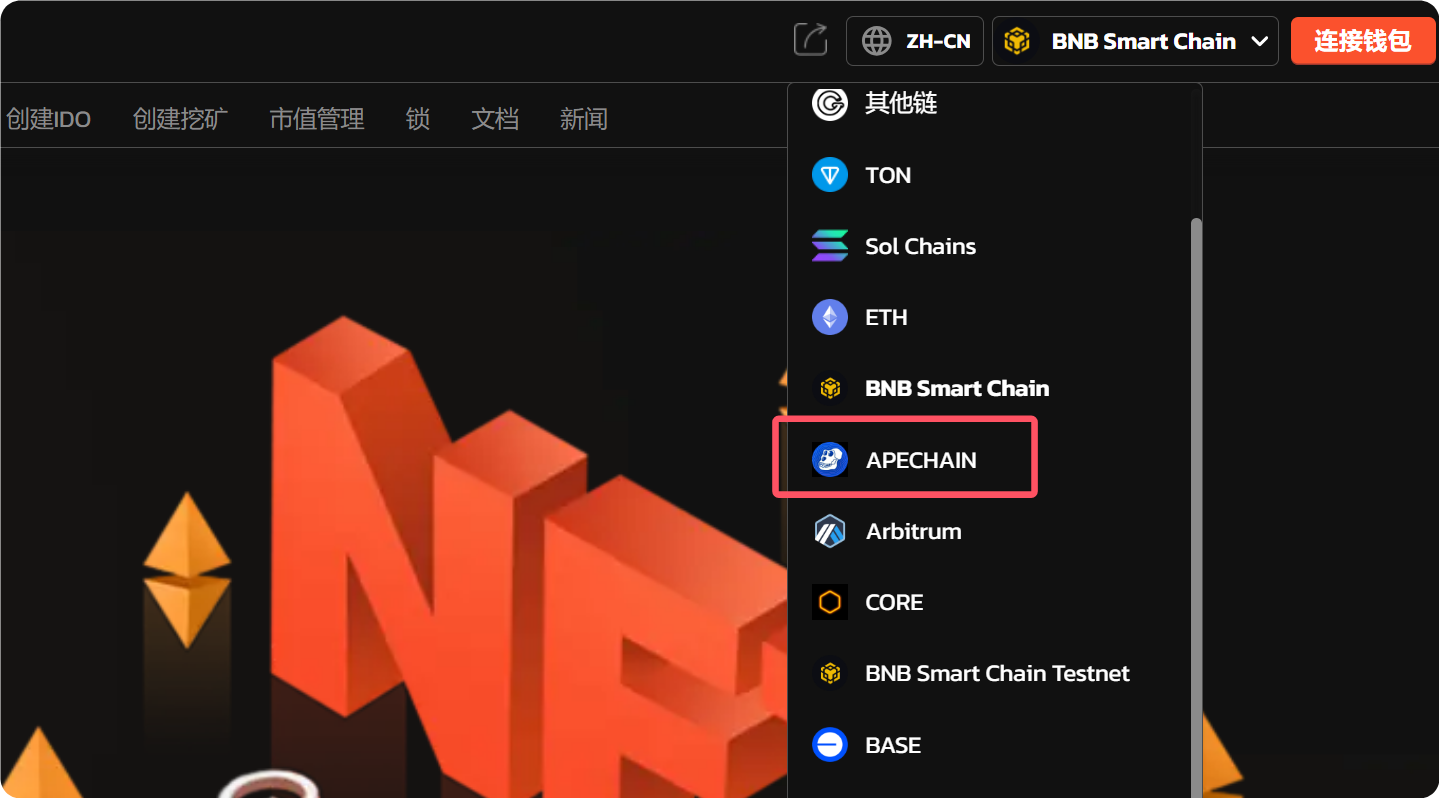 ZH-CN
BNB Smart Chain
连接钱包
创建IDO
创建挖矿
市值管理
锁
文档
新闻
其他链
TON
Sol Chains
ETH
BNB Smart Chain
APECHAIN
Arbitrum
CORE
BNB Smart Chain Testnet
BASE
NF